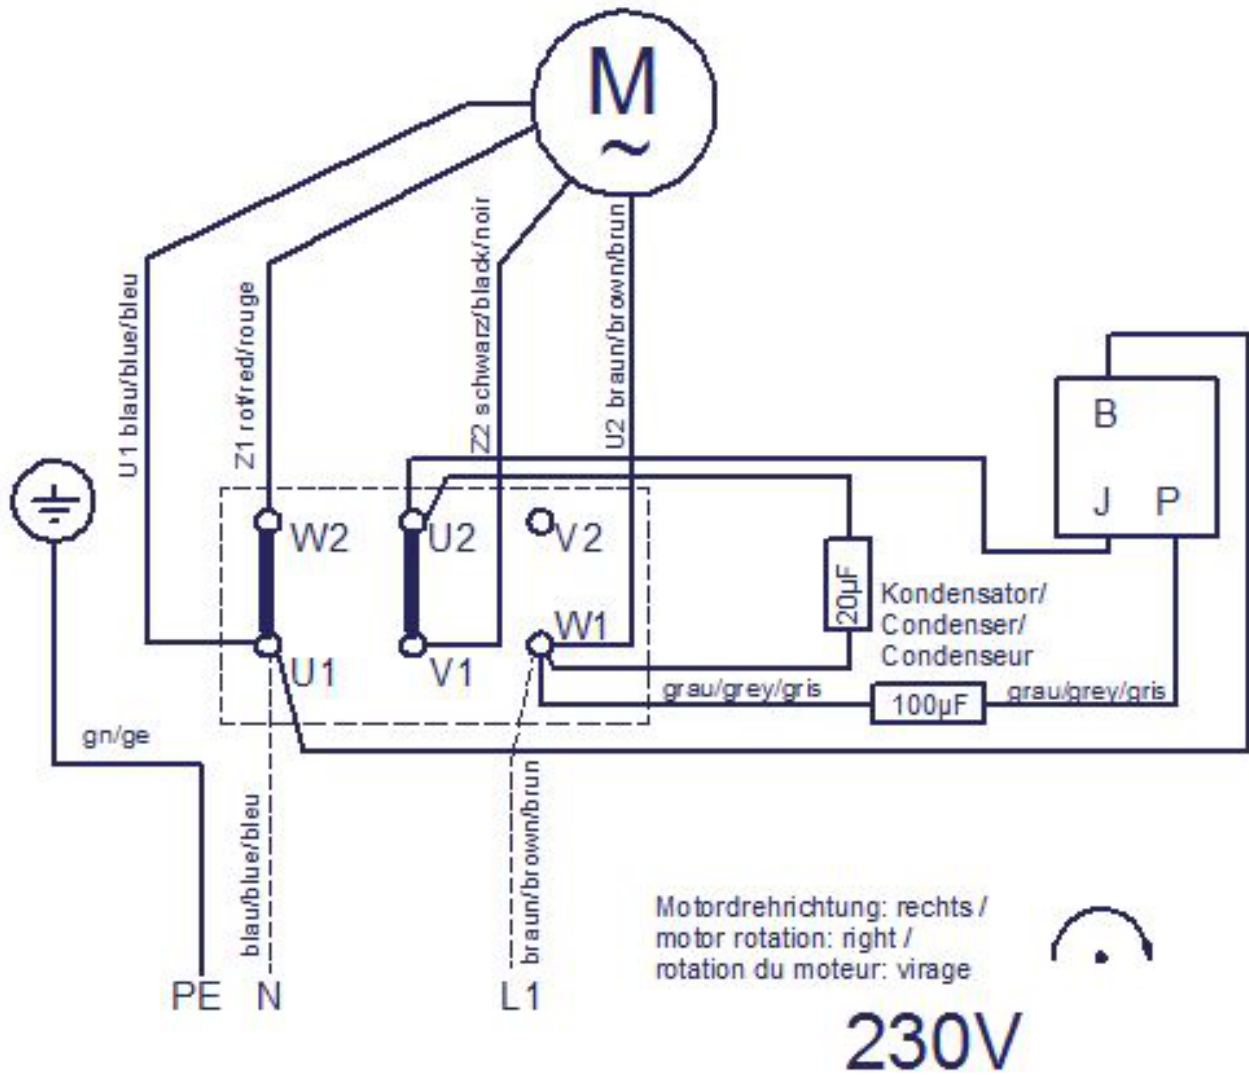 M
~
U1 blau/blue/bleu
Z1 rot/red/rouge
Z2 schwarz/black/noir
U2 braun/brown/brun
B
J P
W2 U2 V2
20µF
Kondensator/
Condenser/
Condenseur
W1
U1 V1
grau/grey/gris
100µF
grau/grey/gris
gn/ge
blau/blue/bleu
braun/brown/brun
PE N L1
Motordrehrichtung: rechts /
motor rotation: right /
rotation du moteur: virage
230V